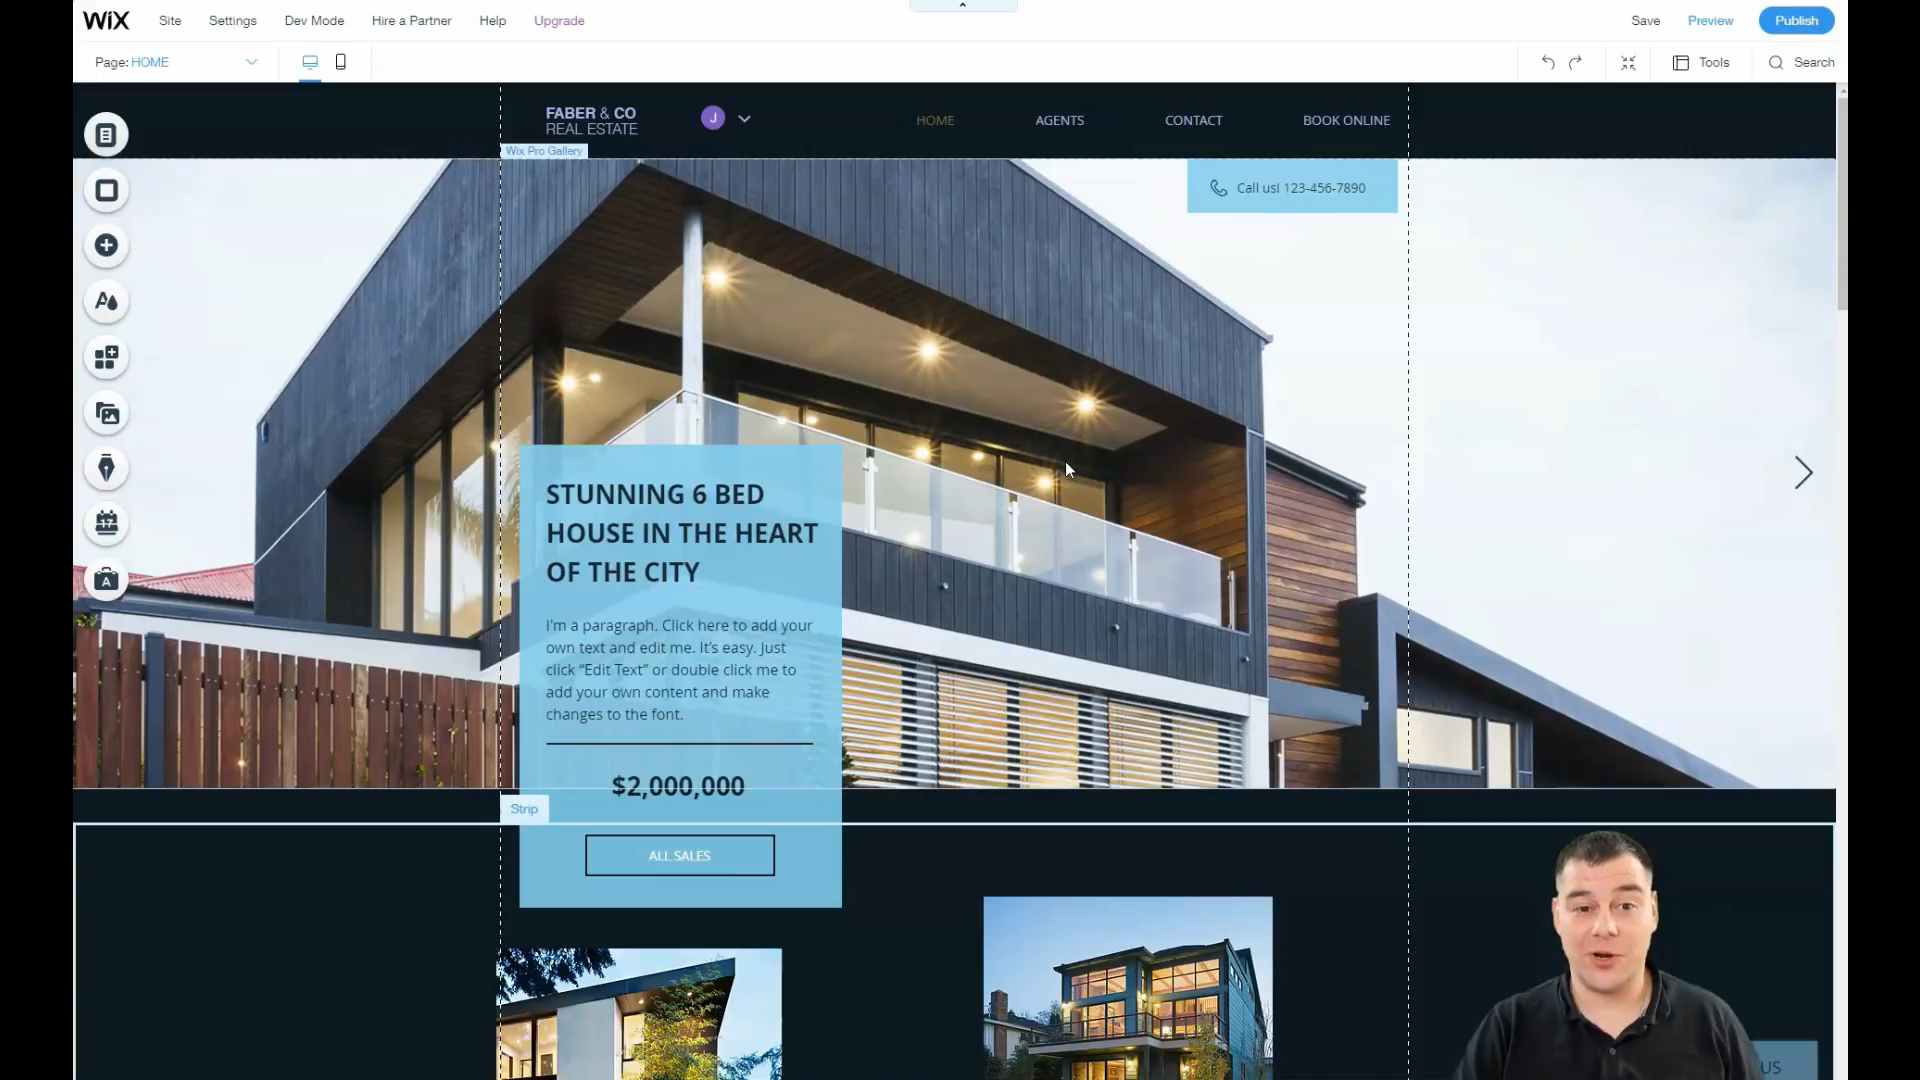 WiX Site Settings Dev Mode Hire a Partner Help Upgrade Save Preview Publish
Page: HOME Tools Search
FABER & CO
REAL ESTATE
J
HOME AGENTS CONTACT BOOK ONLINE
Wix Pro Gallery
Call us! 123-456-7890
STUNNING 6 BED
HOUSE IN THE HEART
OF THE CITY
I'm a paragraph. Click here to add your
own text and edit me. It's easy. Just
click “Edit Text” or double click me to
add your own content and make
changes to the font.
$2,000,000
Strip
ALL SALES
17
A
US